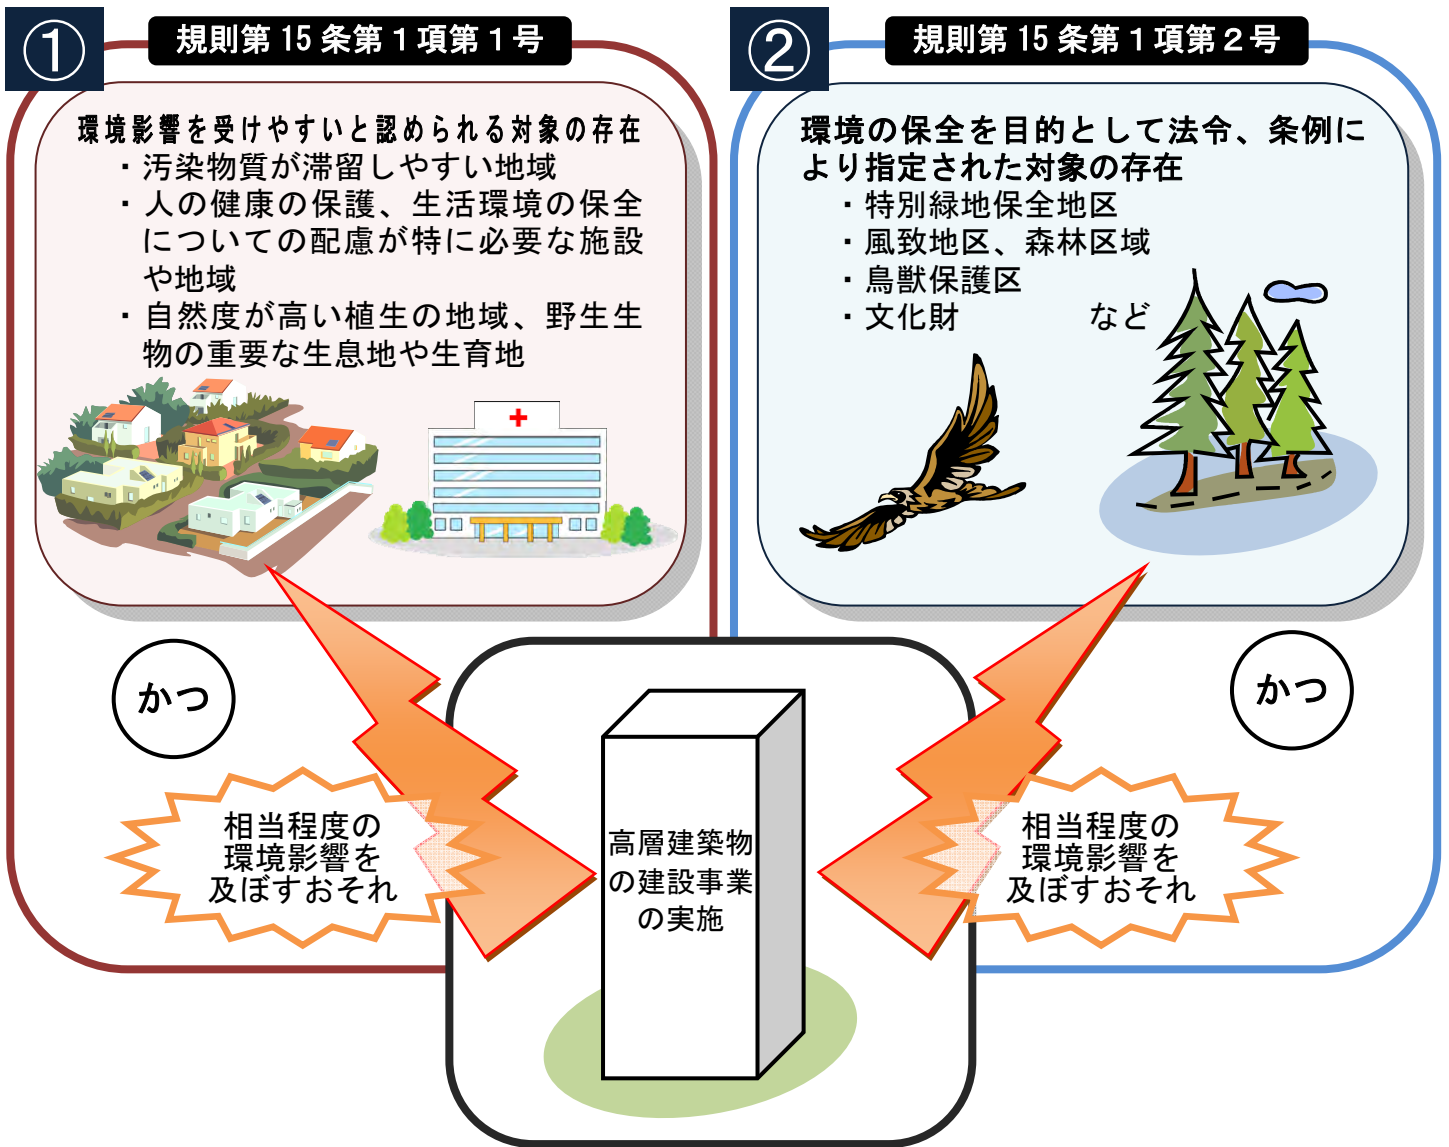 ①
規則第15条第1項第1号
環境影響を受けやすいと認められる対象の存在
・汚染物質が滞留しやすい地域
・人の健康の保護、生活環境の保全
についての配慮が特に必要な施設
や地域
・自然度が高い植生の地域、野生生
物の重要な生息地や生育地
かつ
相当程度の
環境影響を
及ぼすおそれ
②
規則第15条第1項第2号
環境の保全を目的として法令、条例に
より指定された対象の存在
・特別緑地保全地区
・風致地区、森林区域
・鳥獣保護区
・文化財 など
かつ
相当程度の
環境影響を
及ぼすおそれ
高層建築物
の建設事業
の実施